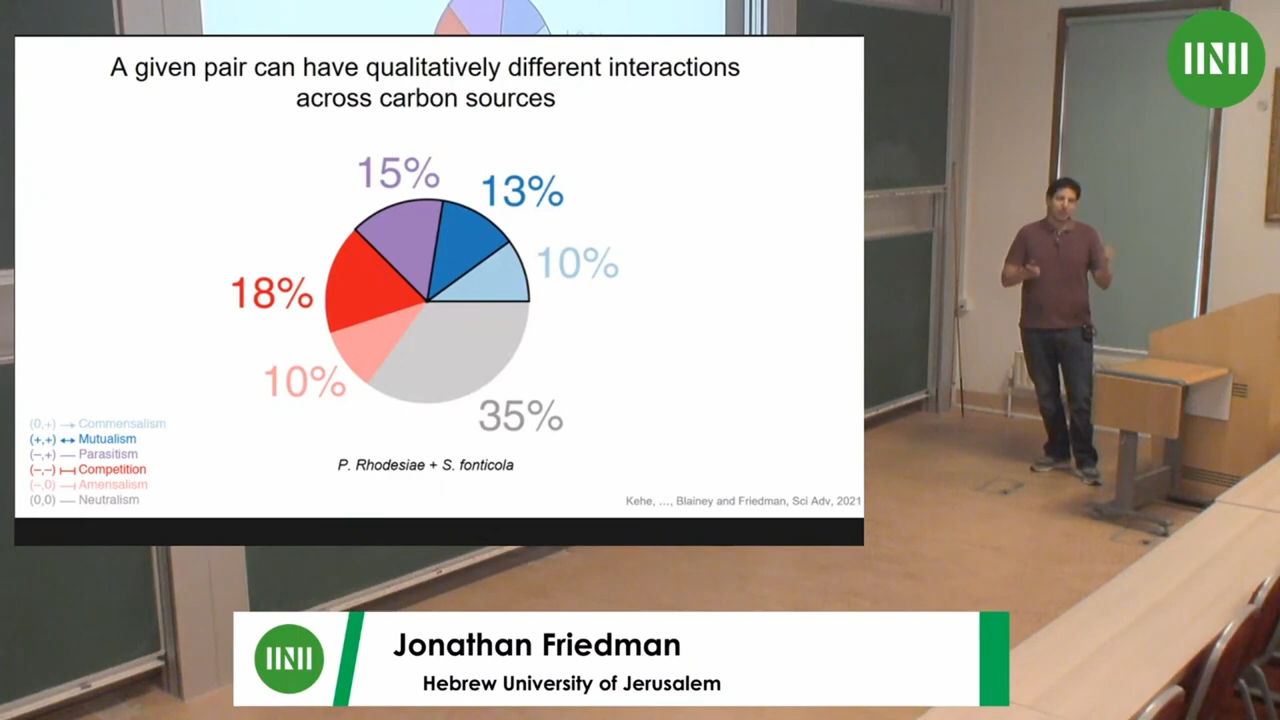 A given pair can have qualitatively different interactions
across carbon sources
15%
13%
10%
18%
10%
35%
(0,+) → Commensalism
(+,+) ↔ Mutualism
(–,+) — Parasitism
(–,–) ⊢⊣ Competition
(–,0) —⊣ Amensalism
(0,0) — Neutralism
P. Rhodesiae + S. fonticola
Kehe, ..., Blainey and Friedman, Sci Adv, 2021
Jonathan Friedman
Hebrew University of Jerusalem